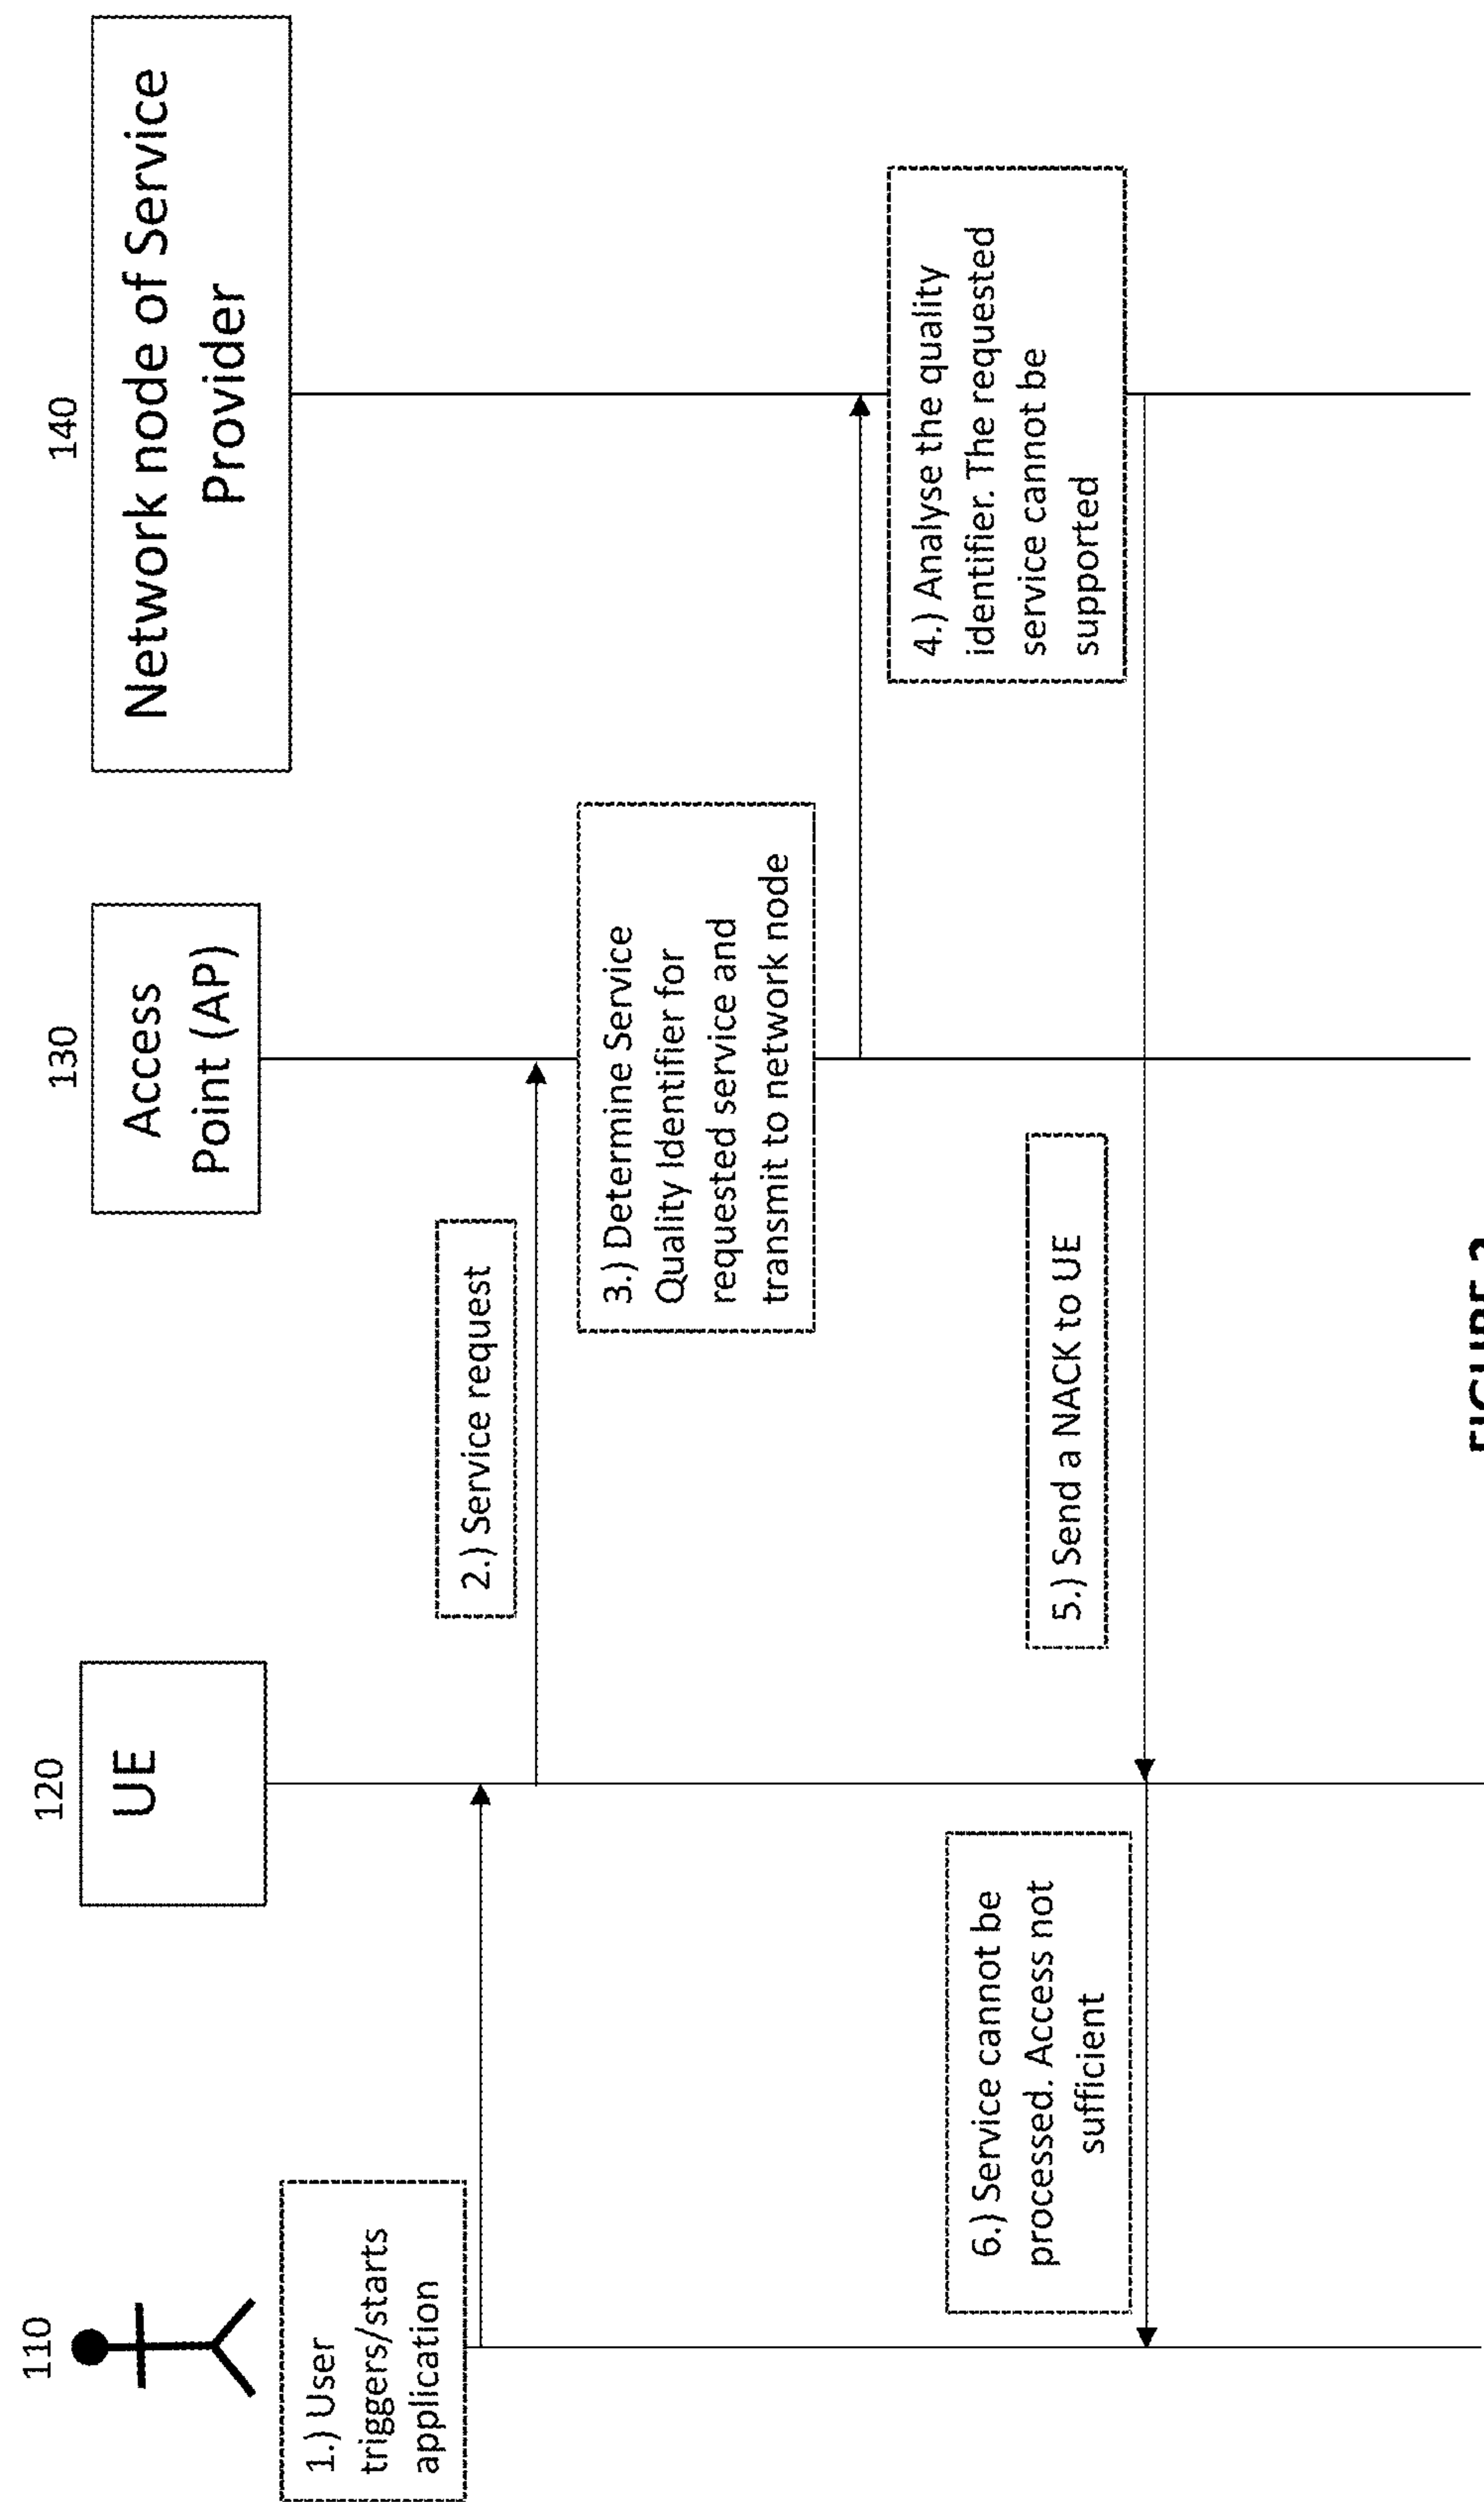 110
120
130
140
UE
Access
Point (AP)
Network node of Service
Provider
1.) User
triggers/starts
application
2.) Service request
3.) Determine Service
Quality Identifier for
requested service and
transmit to network node
4.) Analyse the quality
identifier. The requested
service cannot be
supported
5.) Send a NACK to UE
6.) Service cannot be
processed. Access not
sufficient
FIGURE